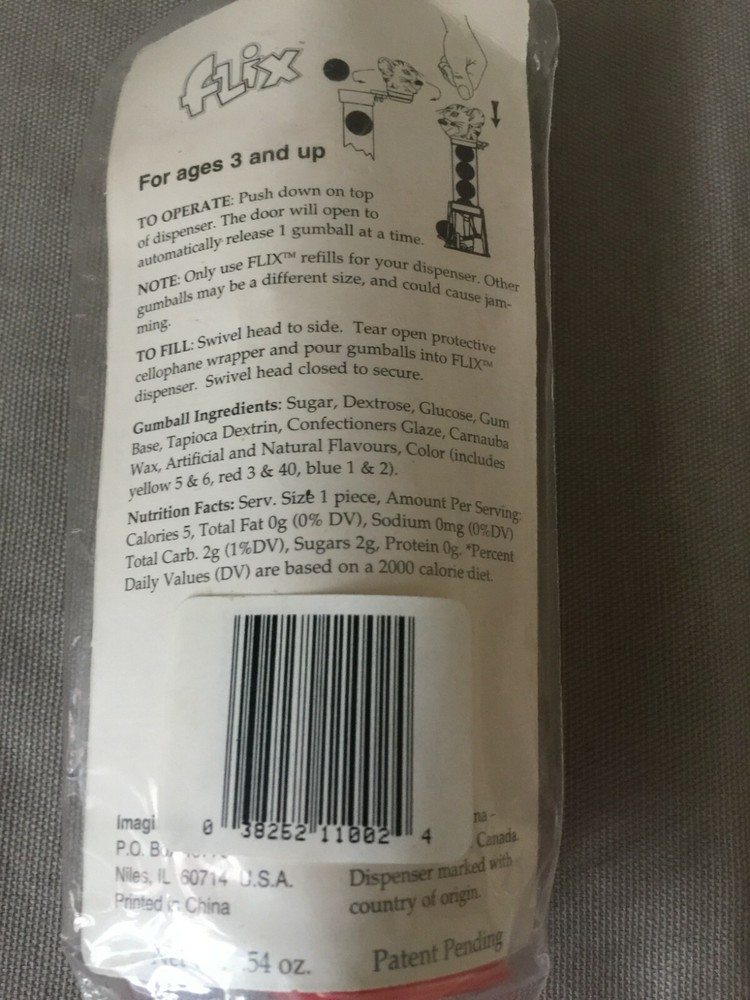 FLiX™
For ages 3 and up
TO OPERATE: Push down on top
of dispenser. The door will open to
automatically release 1 gumball at a time.
NOTE: Only use FLIX™ refills for your dispenser. Other
gumballs may be a different size, and could cause jam-
ming.
TO FILL: Swivel head to side. Tear open protective
cellophane wrapper and pour gumballs into FLIX™
dispenser. Swivel head closed to secure.
Gumball Ingredients: Sugar, Dextrose, Glucose, Gum
Base, Tapioca Dextrin, Confectioners Glaze, Carnauba
Wax, Artificial and Natural Flavours, Color (includes
yellow 5 & 6, red 3 & 40, blue 1 & 2).
Nutrition Facts: Serv. Size 1 piece, Amount Per Serving:
Calories 5, Total Fat 0g (0% DV), Sodium 0mg (0%DV)
Total Carb. 2g (1%DV), Sugars 2g, Protein 0g. *Percent
Daily Values (DV) are based on a 2000 calorie diet.
0 38252 11002 4
Imagi
P.O.
Niles, IL 60714 U.S.A.
Printed in China
na -
Canada
Dispenser marked with
country of origin.
54 oz.
Patent Pending